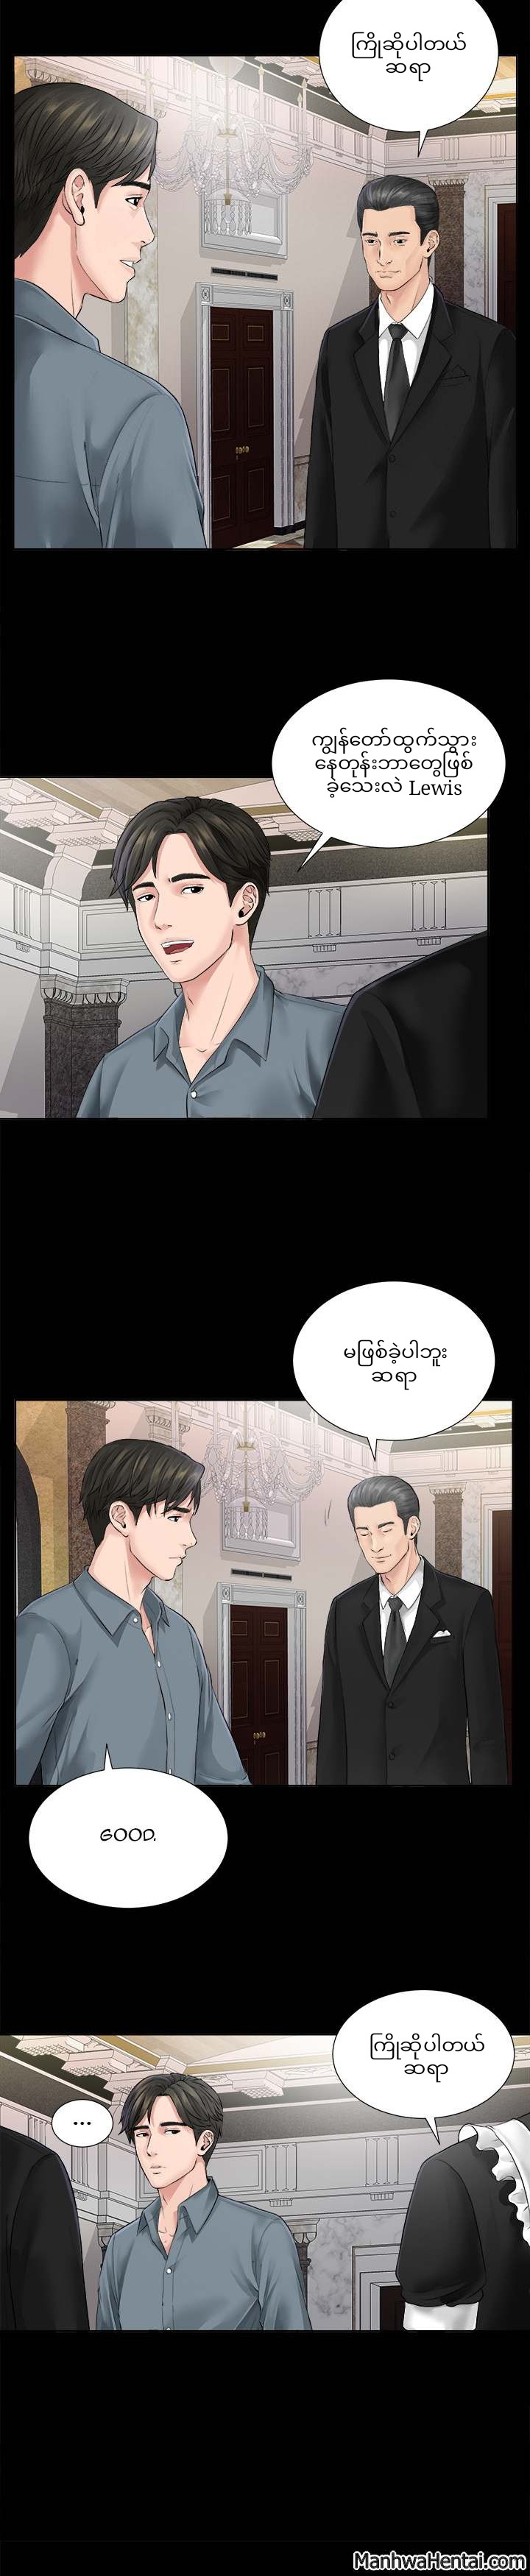 ကြိုဆိုပါတယ်
ဆရာ
ကျွန်တော်ထွက်သွား
နေတုန်းဘာတွေဖြစ်
ခဲ့သေးလဲ Lewis
မဖြစ်ခဲ့ပါဘူး
ဆရာ
GOOD.
ကြိုဆိုပါတယ်
ဆရာ
...
ManhwaHentai.com